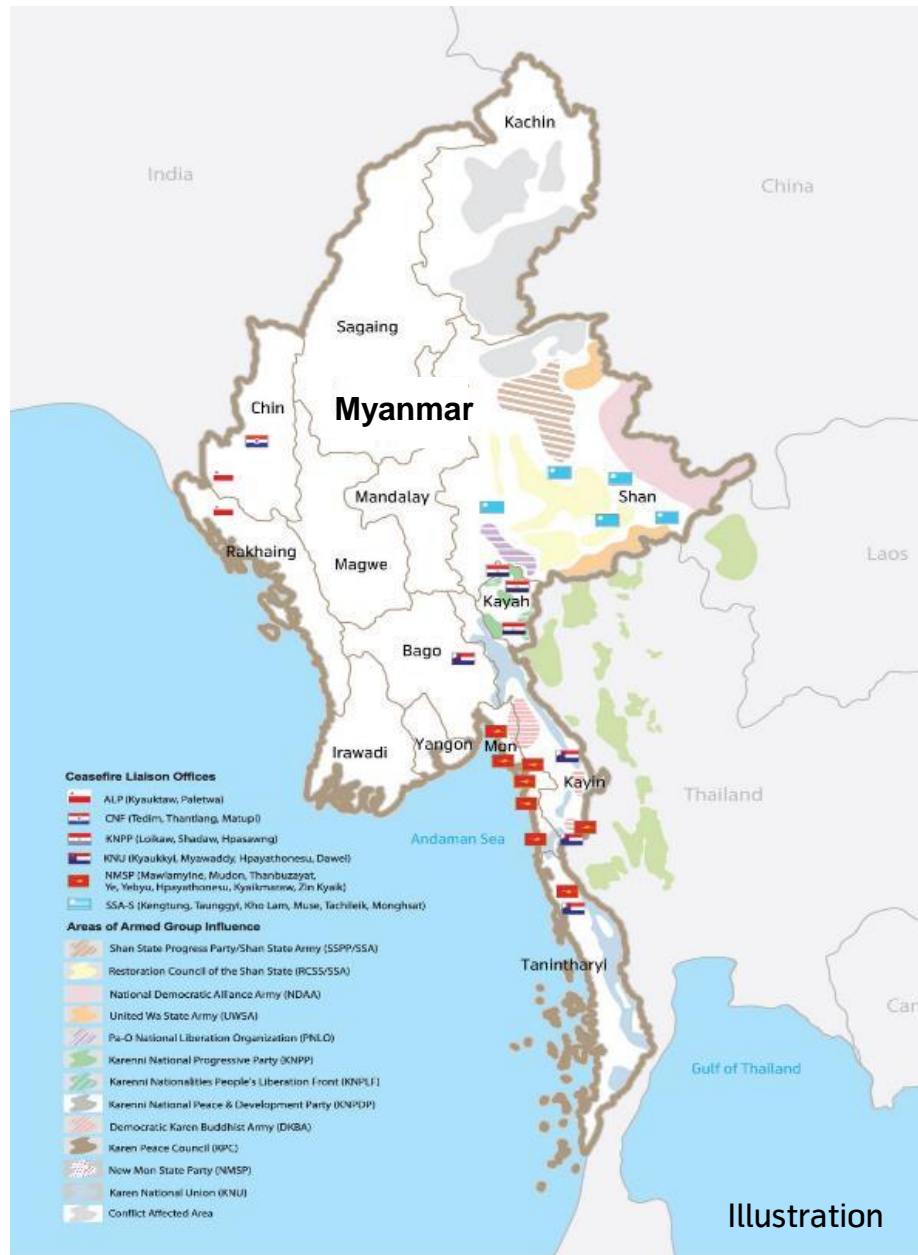 Kachin
India
China
Sagaing
Chin
Myanmar
Mandalay
Shan
Rakhaing
Magwe
Laos
Kayah
Bago
Irawadi
Yangon
Mon
Kayin
Thailand
Andaman Sea
Tanintharyi
Gulf of Thailand
Ceasefire Liaison Offices
ALP (Kyauktaw, Paletwa)
CNF (Tedim, Thantlang, Matupi)
KNPP (Loikaw, Shadaw, Hpasawng)
KNU (Kyaukkyi, Myawaddy, Hpayathonesu, Dawei)
NMSP (Mawlamyine, Mudon, Thanbuzayat,
Ye, Yebyu, Hpayathonesu, Kyaikmaraw, Zin Kyaik)
SSA-S (Kengtung, Taunggyi, Kho Lam, Muse, Tachileik, Monghsat)
Areas of Armed Group Influence
Shan State Progress Party/Shan State Army (SSPP/SSA)
Restoration Council of the Shan State (RCSS/SSA)
National Democratic Alliance Army (NDAA)
United Wa State Army (UWSA)
Pa-O National Liberation Organization (PNLO)
Karenni National Progressive Party (KNPP)
Karenni Nationalities People's Liberation Front (KNPLF)
Karenni National Peace & Development Party (KNPDP)
Democratic Karen Buddhist Army (DKBA)
Karen Peace Council (KPC)
New Mon State Party (NMSP)
Karen National Union (KNU)
Conflict Affected Area
Cam
Illustration